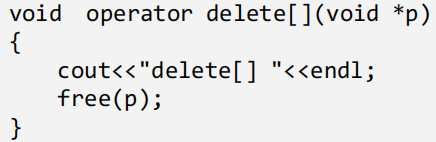 void  operator delete[](void *p)
{
    cout<<"delete[] "<<endl;
    free(p);
}